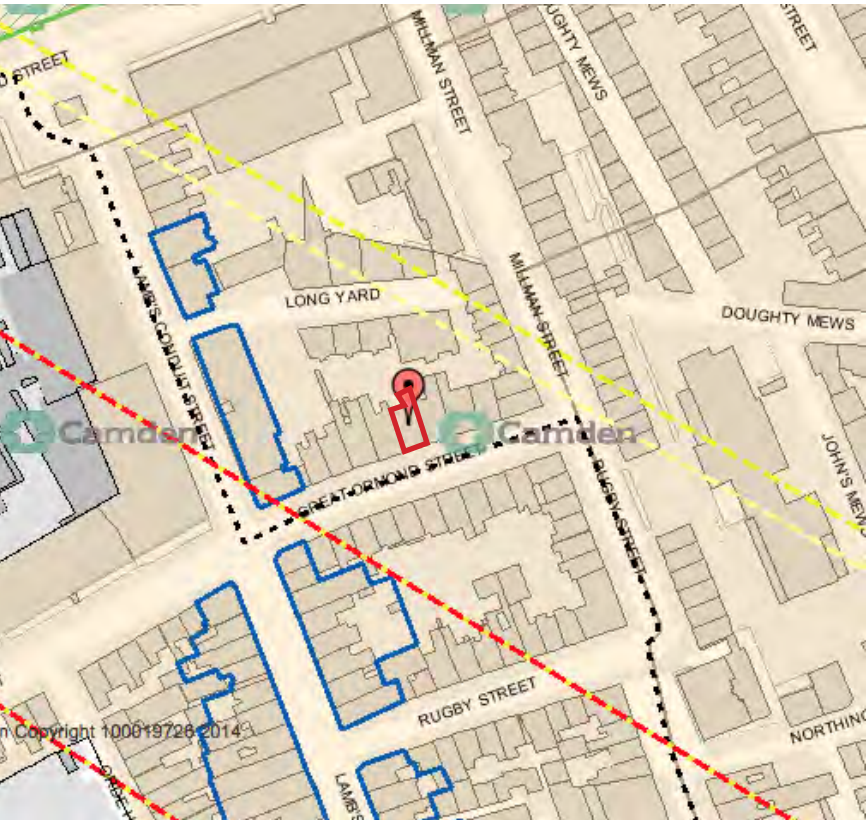 D STREET
MILLMAN STREET
UGHTY MEWS
STREET
LAMB'S CONDUIT STREET
LONG YARD
MILLMAN STREET
DOUGHTY MEWS
Camden
Camden
GREAT ORMOND STREET
RUGBY STREET
JOHN'S MEWS
RUGBY STREET
NORTHING
n Copyright 100019726 2014
LAMB'S